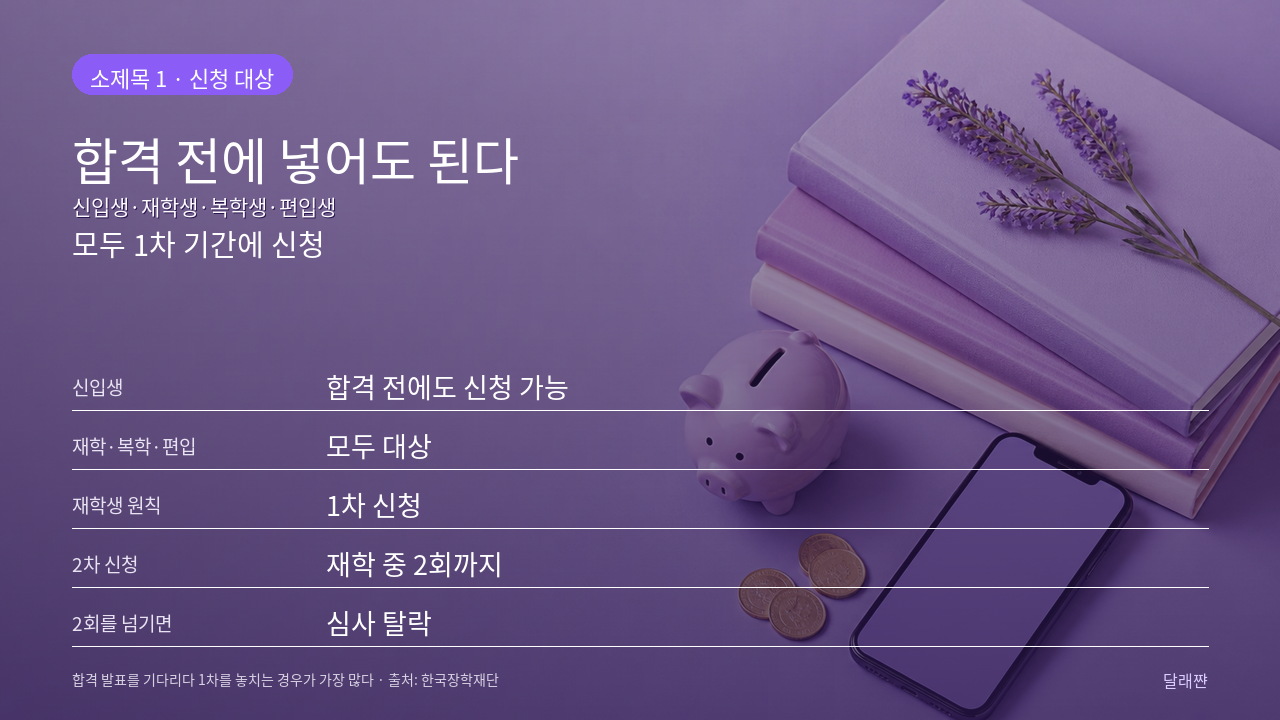 소제목 1 · 신청 대상
합격 전에 넣어도 된다
신입생·재학생·복학생·편입생
모두 1차 기간에 신청
신입생 합격 전에도 신청 가능
재학·복학·편입 모두 대상
재학생 원칙 1차 신청
2차 신청 재학 중 2회까지
2회를 넘기면 심사 탈락
합격 발표를 기다리다 1차를 놓치는 경우가 가장 많다 · 출처: 한국장학재단
달래쨘